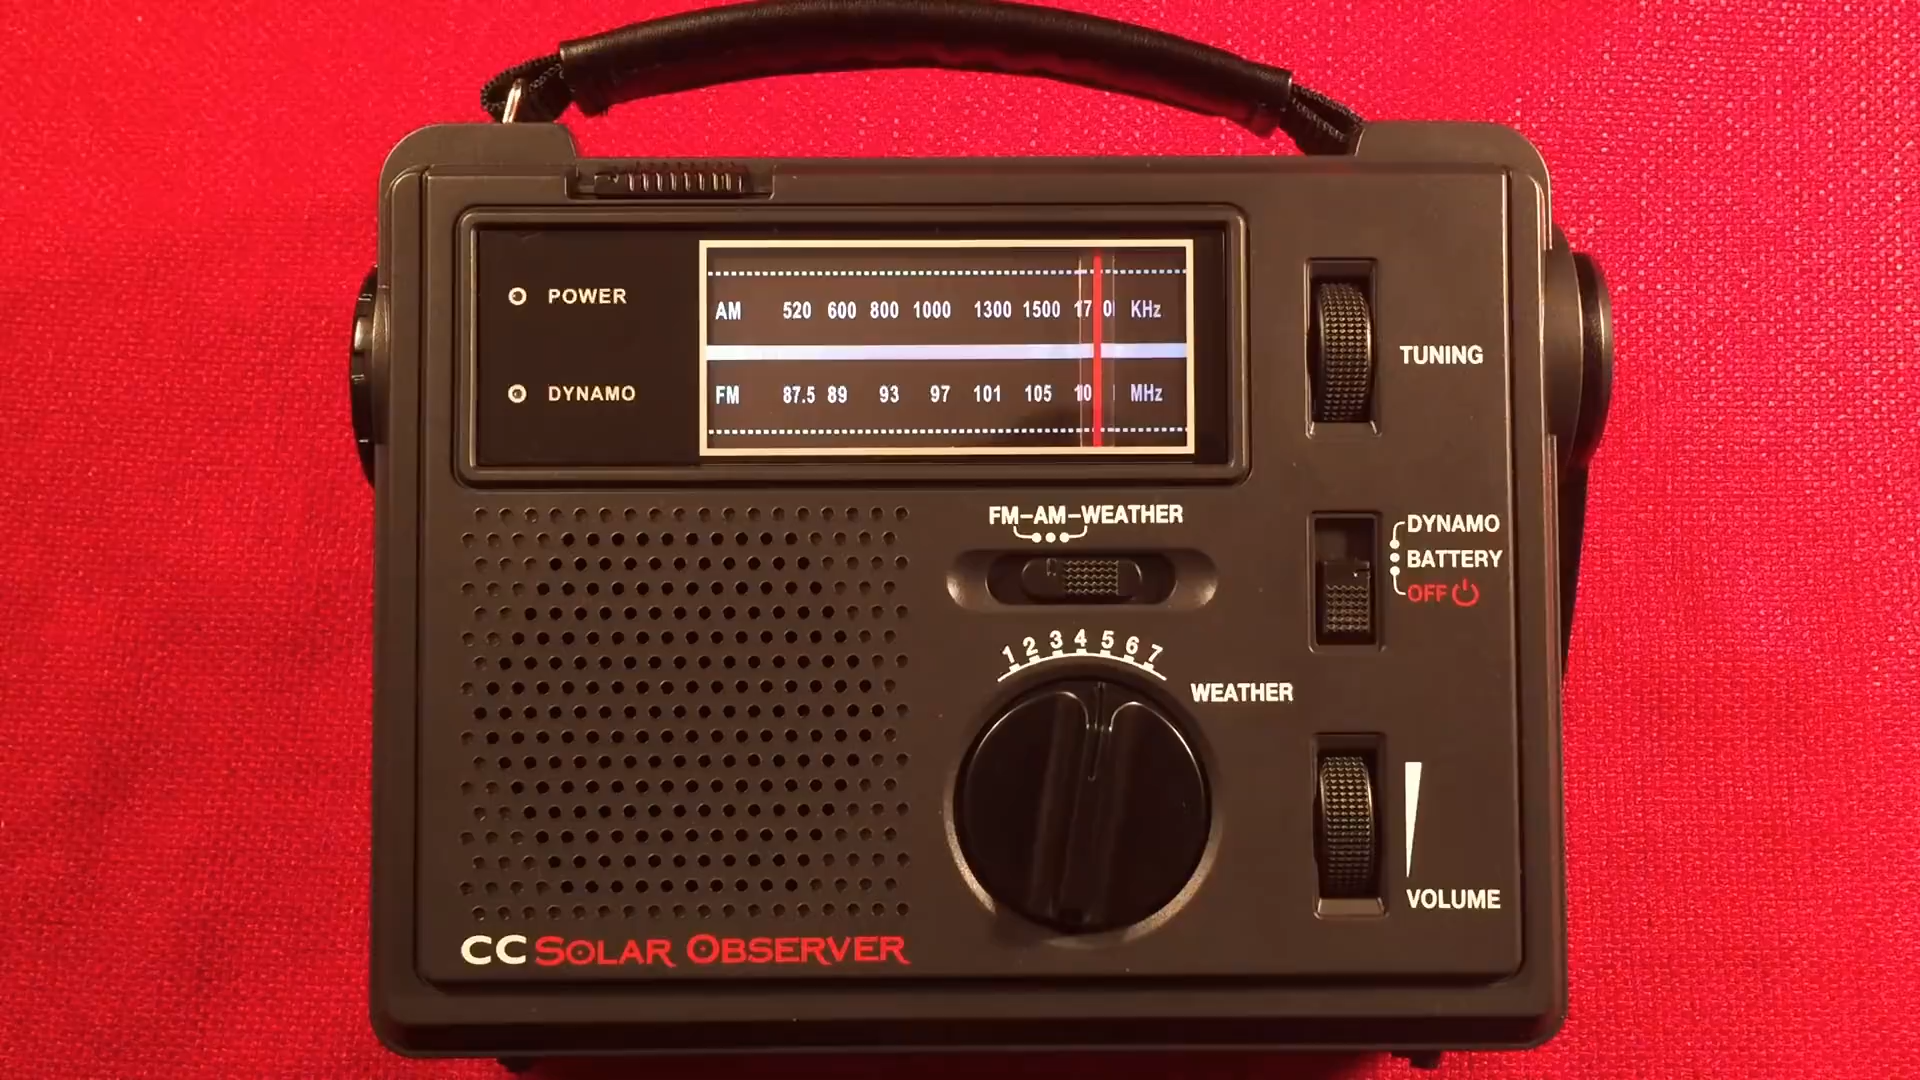 POWER
DYNAMO
AM 520 600 800 1000 1300 1500 KHz
FM 87.5 89 93 97 101 105 MHz
TUNING
FM-AM-WEATHER
DYNAMO
BATTERY
OFF
1 2 3 4 5 6 7
WEATHER
VOLUME
CC SOLAR OBSERVER